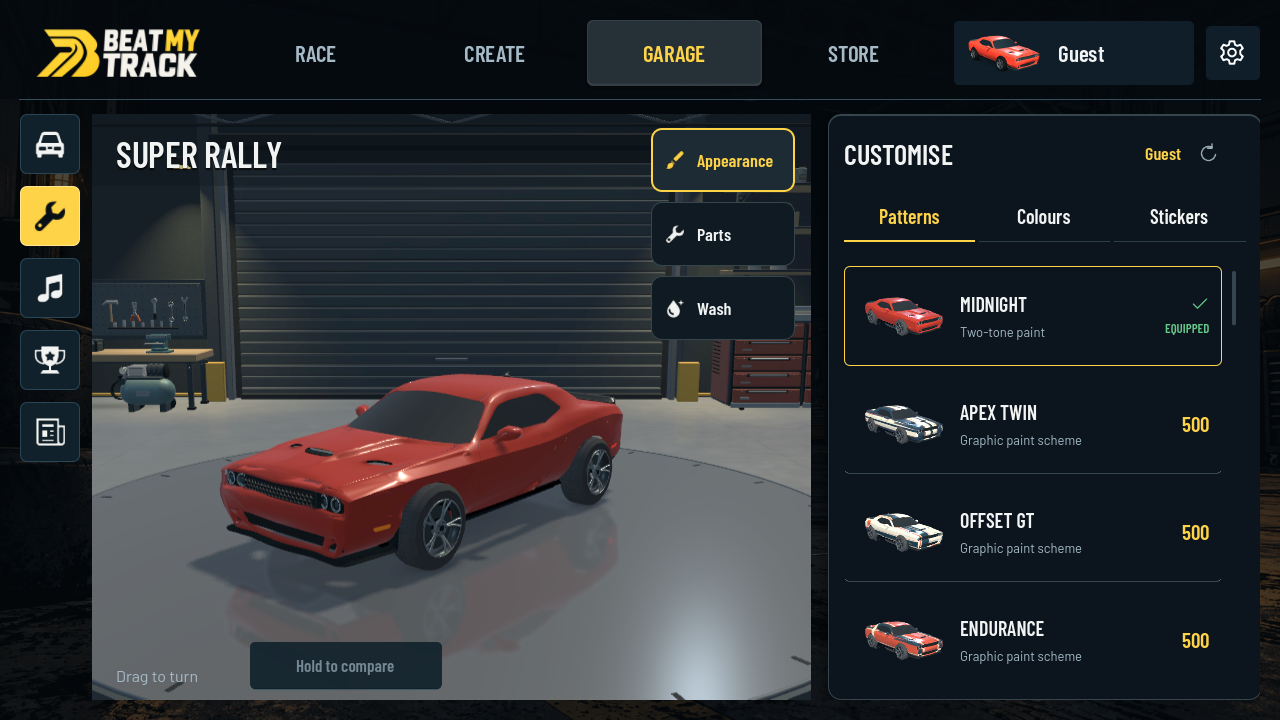 BEAT MY
TRACK
RACE
CREATE
GARAGE
STORE
Guest
SUPER RALLY
Appearance
Parts
Wash
Drag to turn
Hold to compare
CUSTOMISE
Guest
Patterns
Colours
Stickers
MIDNIGHT
Two-tone paint
EQUIPPED
APEX TWIN
Graphic paint scheme
500
OFFSET GT
Graphic paint scheme
500
ENDURANCE
Graphic paint scheme
500